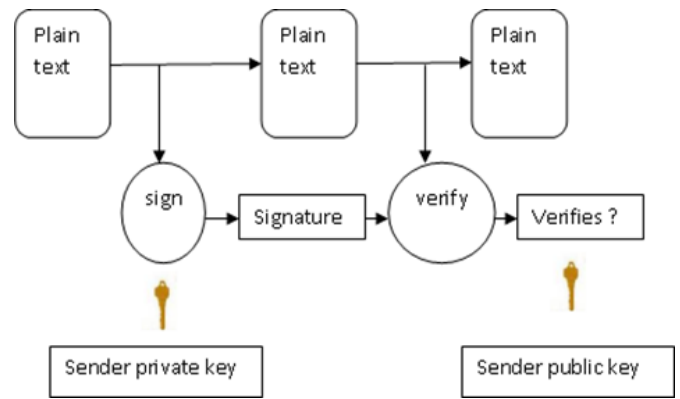 Plain
text
Plain
text
Plain
text
sign
Signature
verify
Verifies ?
Sender private key
Sender public key